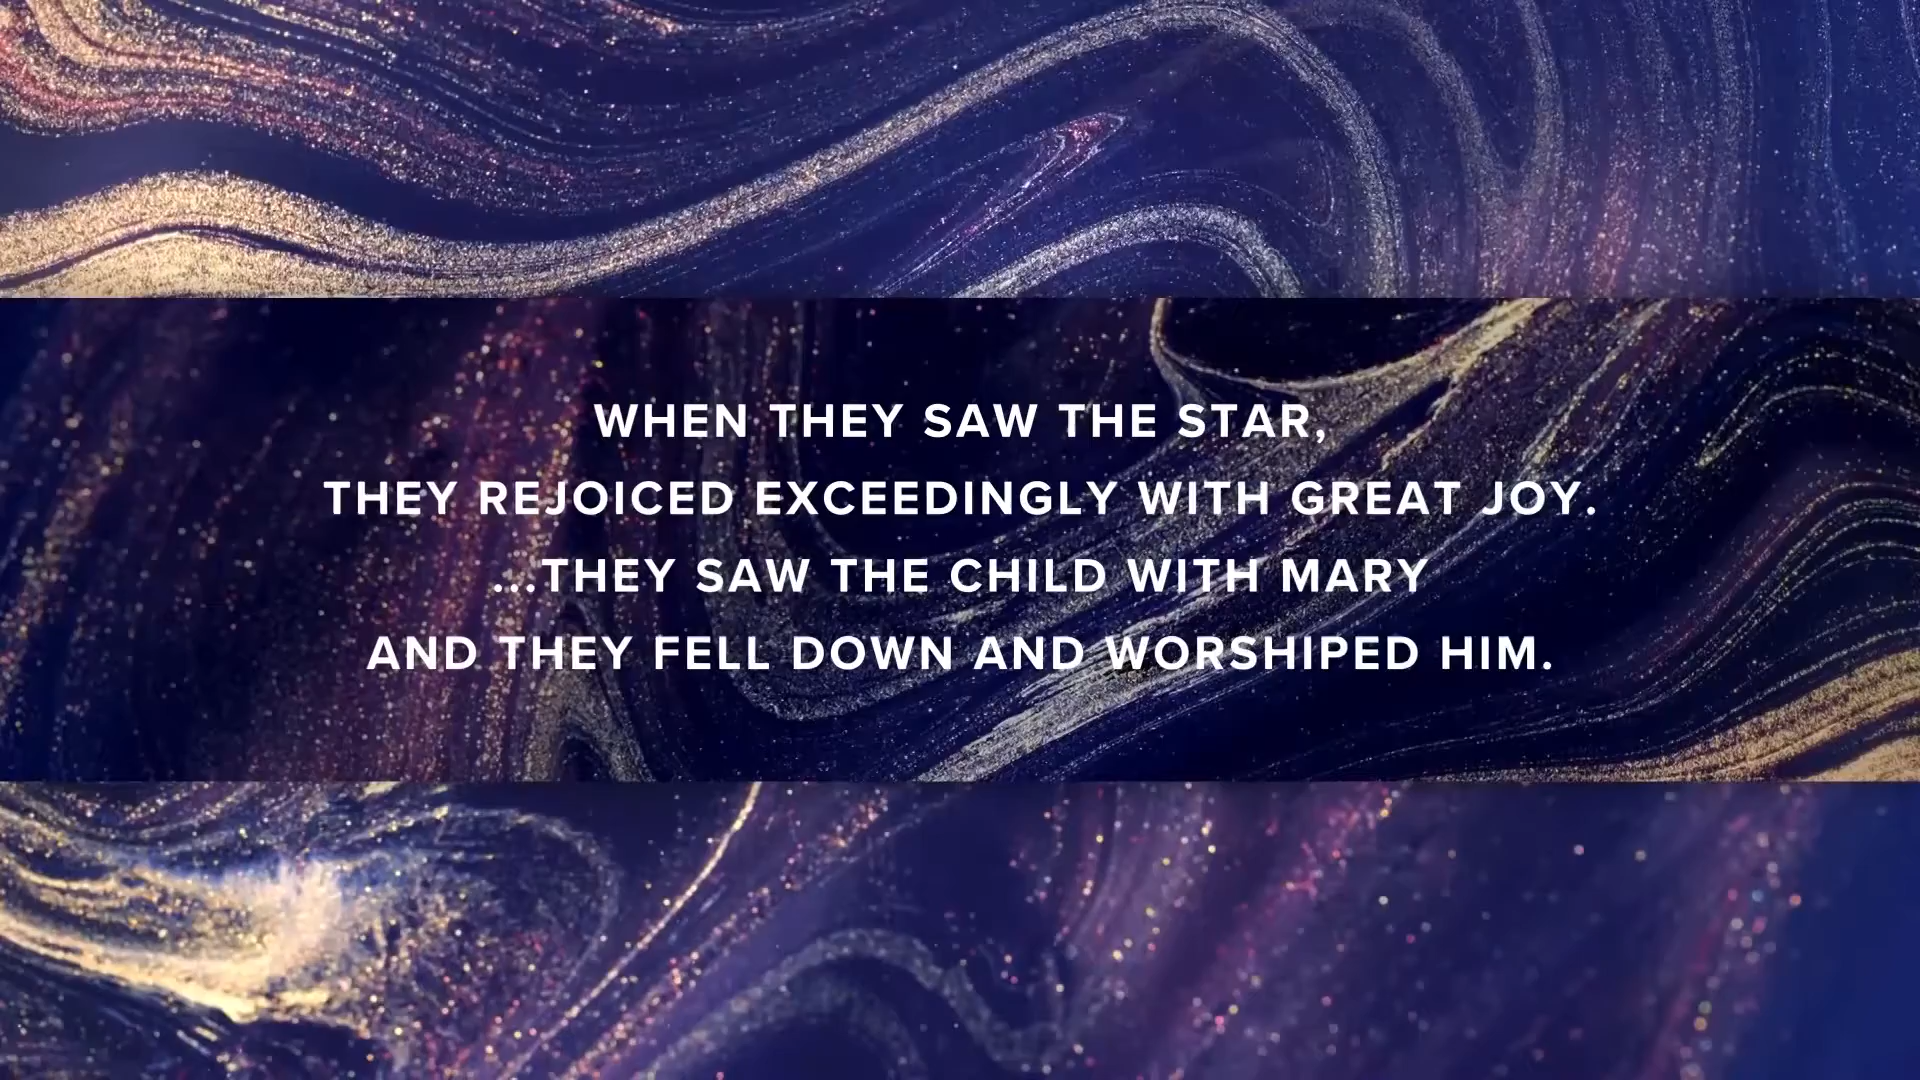 WHEN THEY SAW THE STAR,
THEY REJOICED EXCEEDINGLY WITH GREAT JOY.
...THEY SAW THE CHILD WITH MARY
AND THEY FELL DOWN AND WORSHIPED HIM.